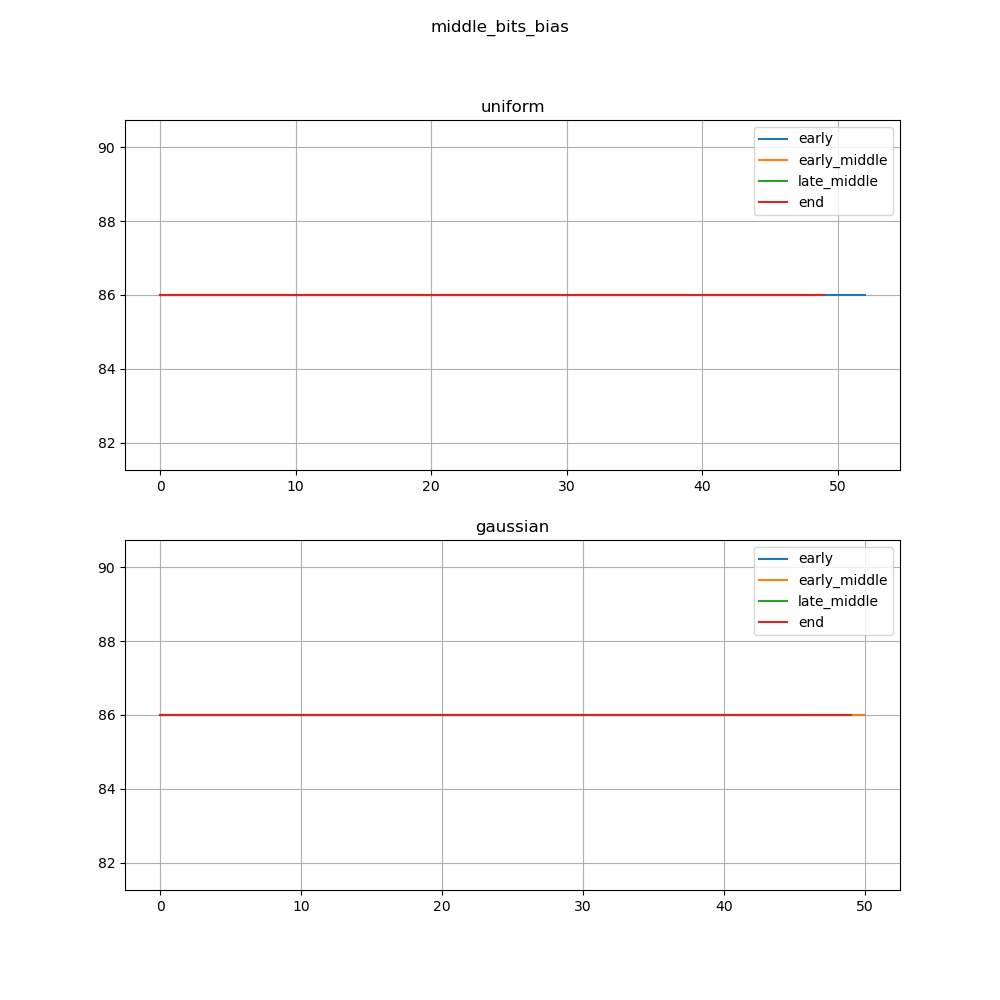 middle_bits_bias
uniform
90
88
86
84
82
0 10 20 30 40 50
early
early_middle
late_middle
end
gaussian
90
88
86
84
82
0 10 20 30 40 50
early
early_middle
late_middle
end